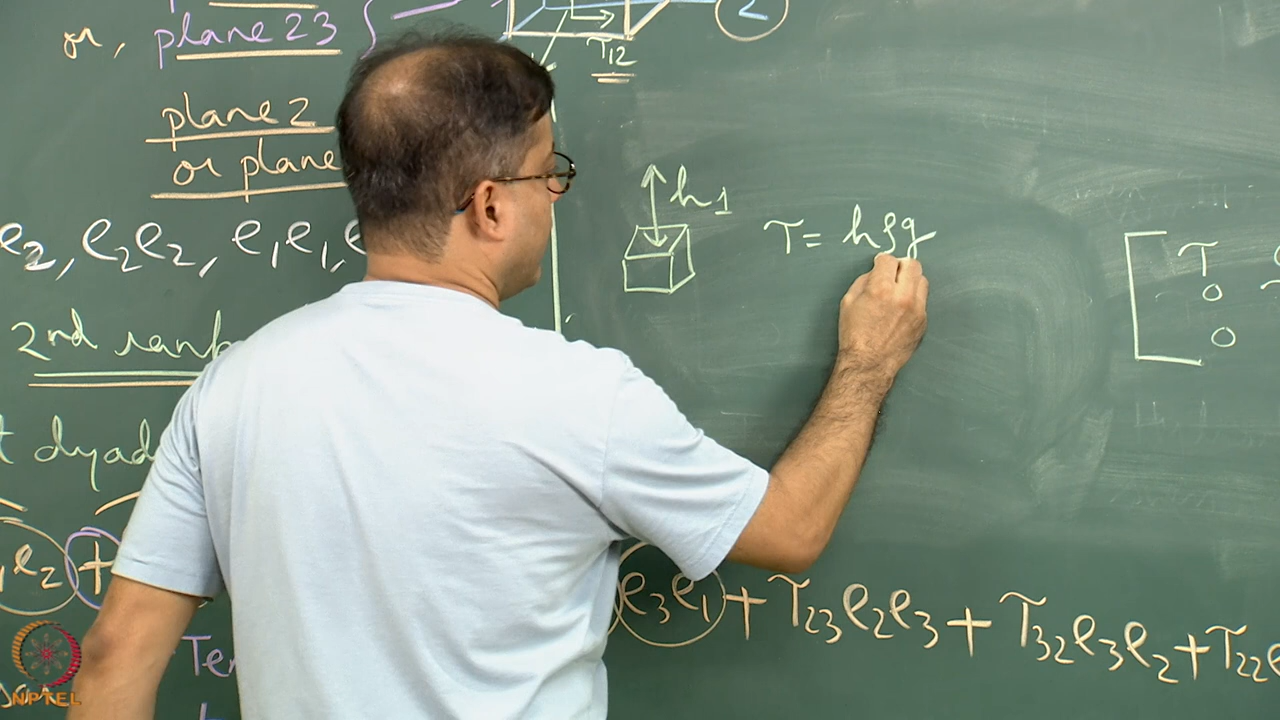 or, plane 23
T12
2
plane 2
or plane
e2, e2e2, e1e1, e
h1
T = hρg
T
0
0
2nd rank
dyad
e2 +
e3e1 + T23e2e3 + T32e3e2 + T22e
Ten
NPTEL